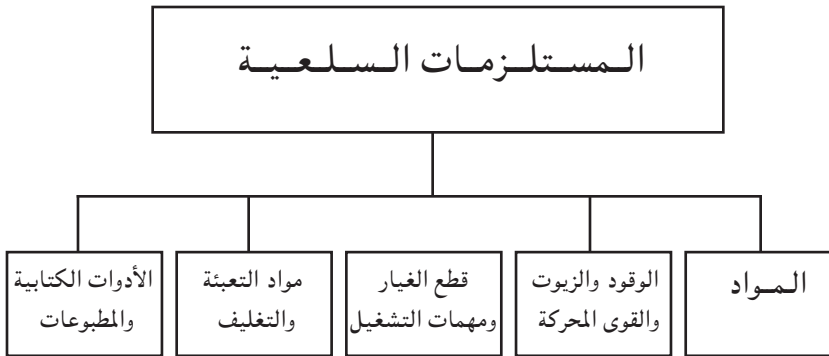 المستلزمات السلعية
المواد
الوقود والزيوت
والقوى المحركة
قطع الغيار
ومهمات التشغيل
مواد التعبئة
والتغليف
الأدوات الكتابية
والمطبوعات